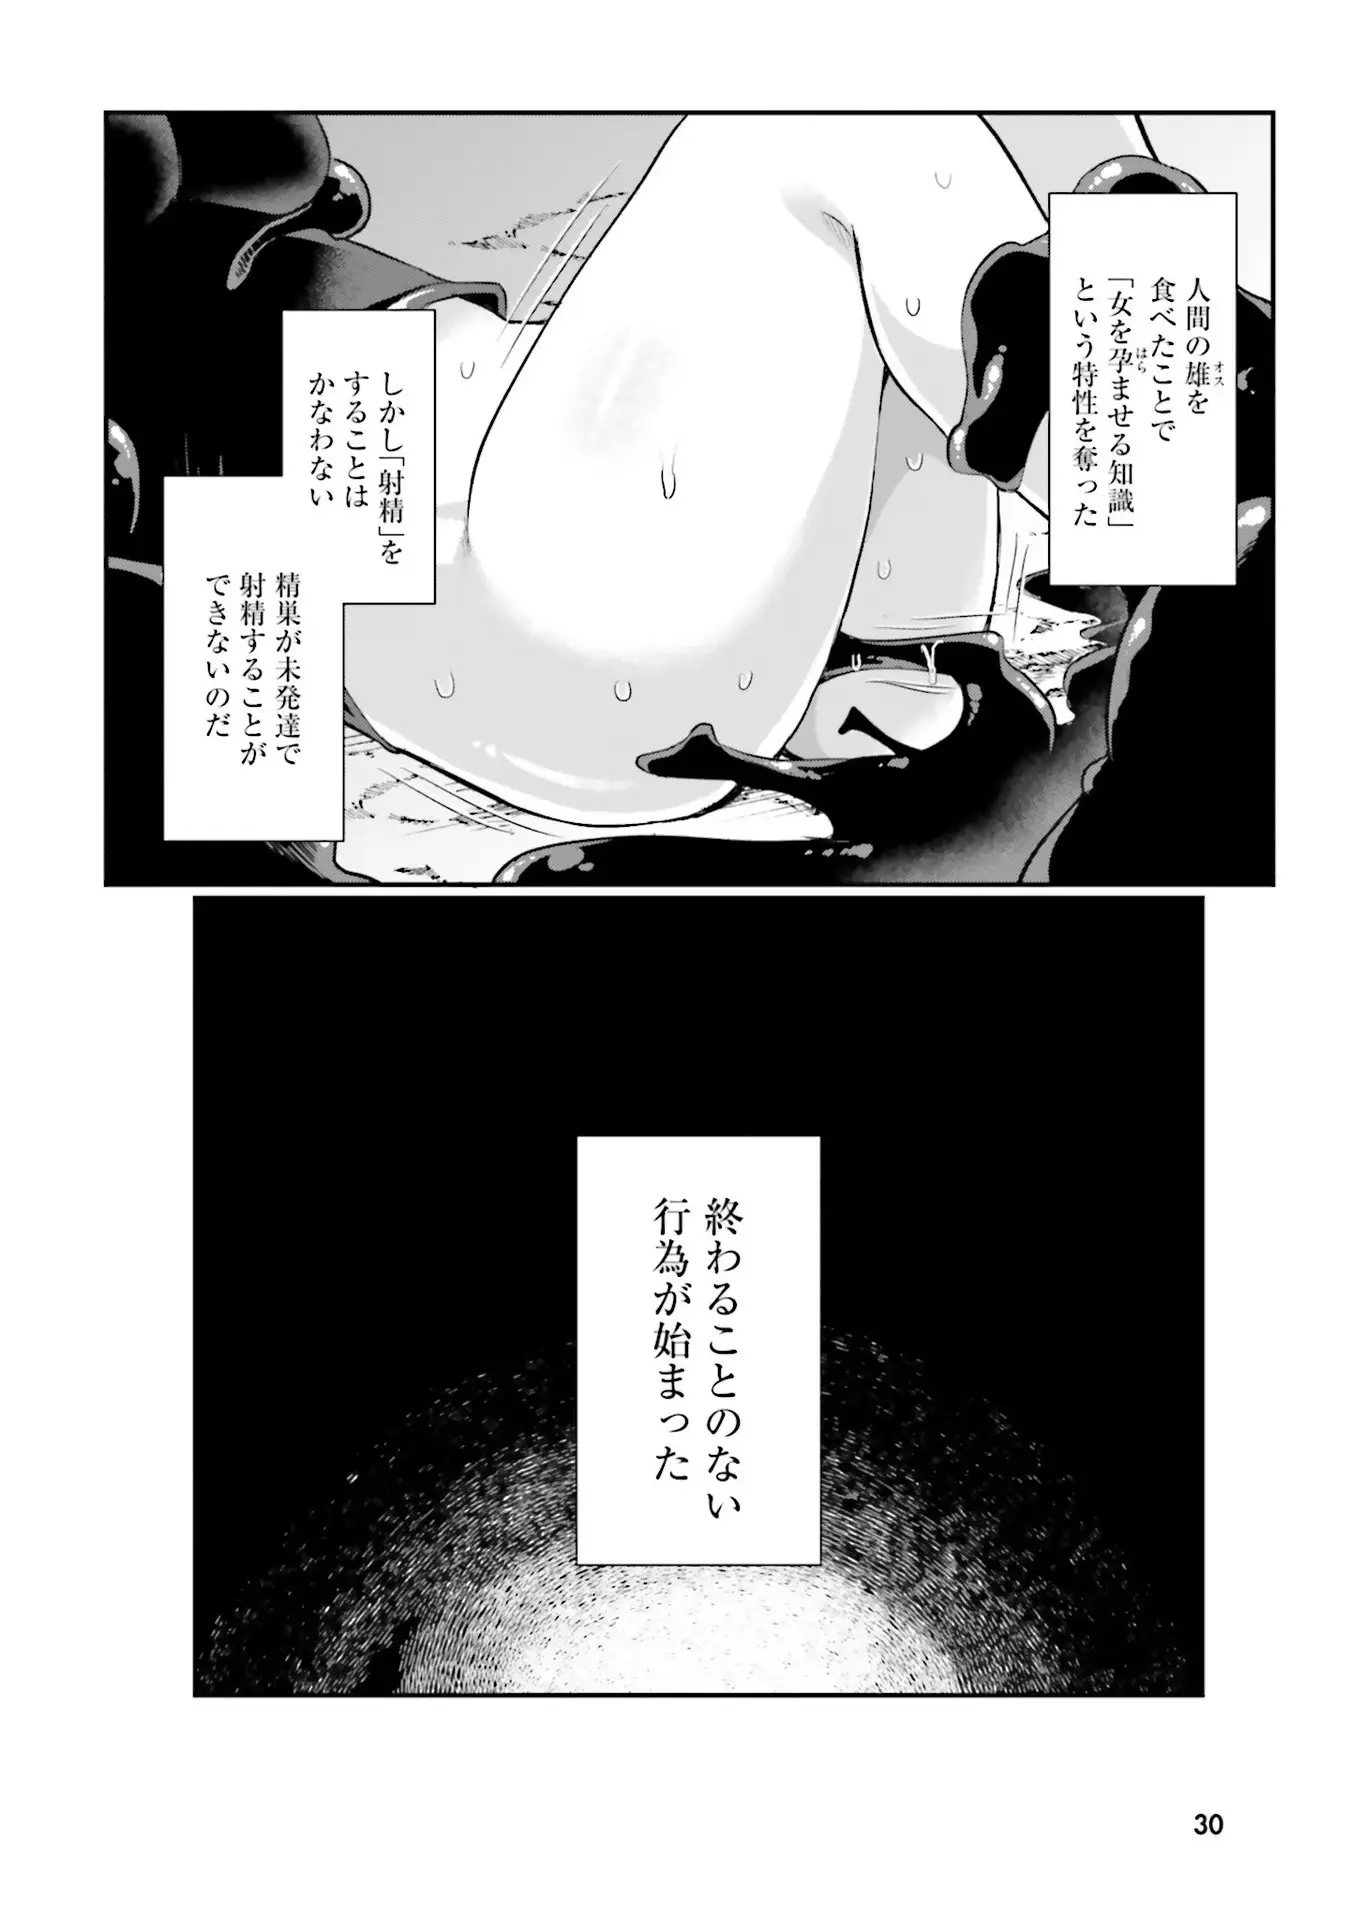 人間の雄を
オス
食べたことで
「女を孕ませる知識」
はら
という特性を奪った
しかし「射精」を
することは
かなわない
精巣が未発達で
射精することが
できないのだ
終わることのない
行為が始まった
30